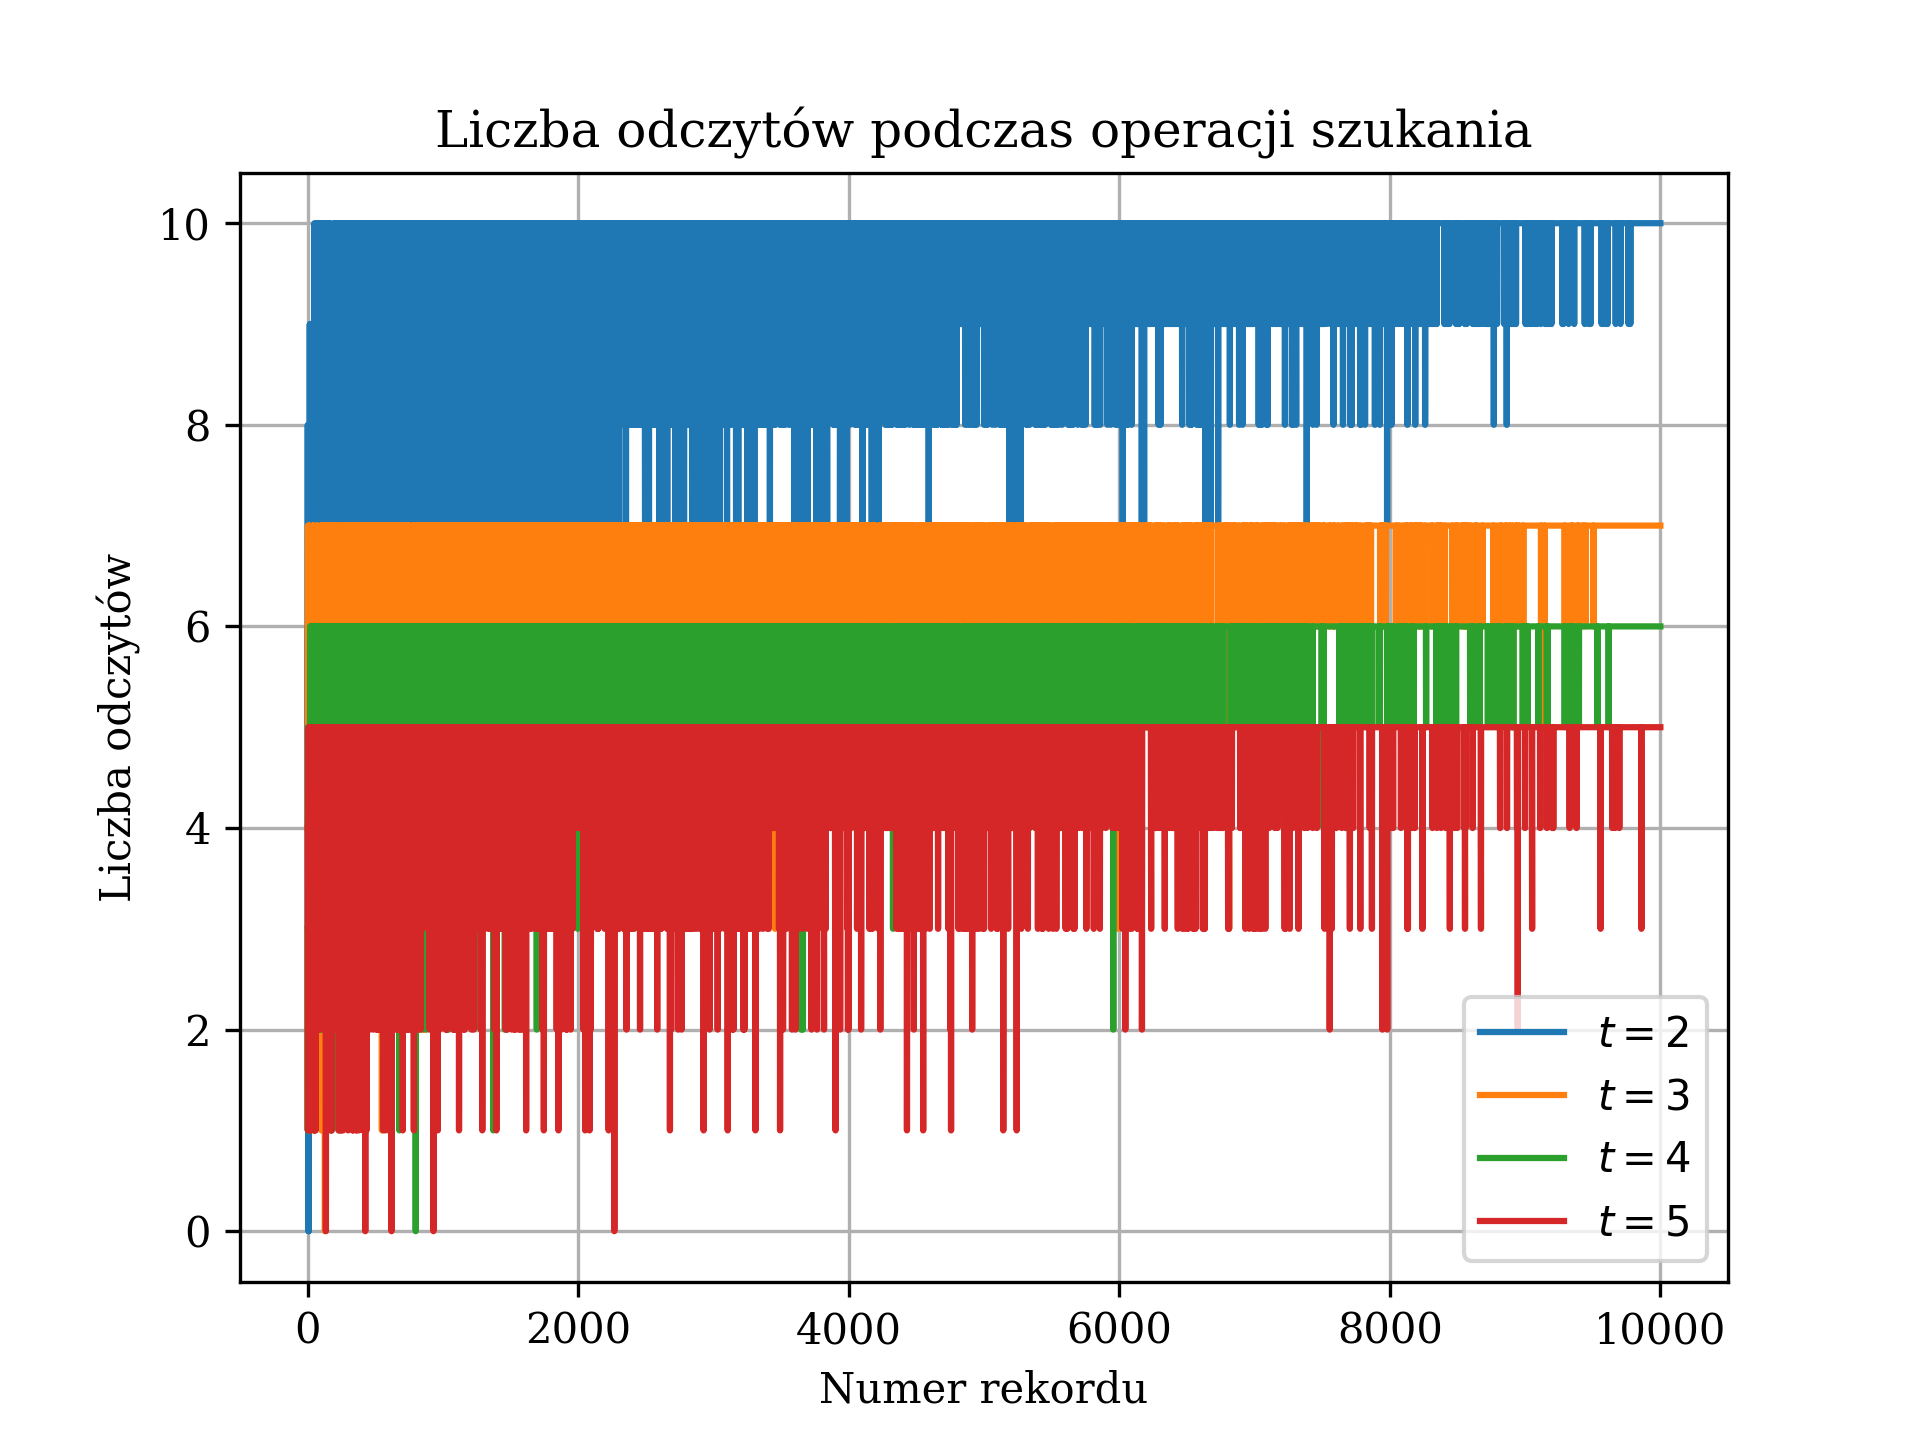 Liczba odczytów podczas operacji szukania
Liczba odczytów
10
8
6
4
2
0
t = 2
t = 3
t = 4
t = 5
0 2000 4000 6000 8000 10000
Numer rekordu